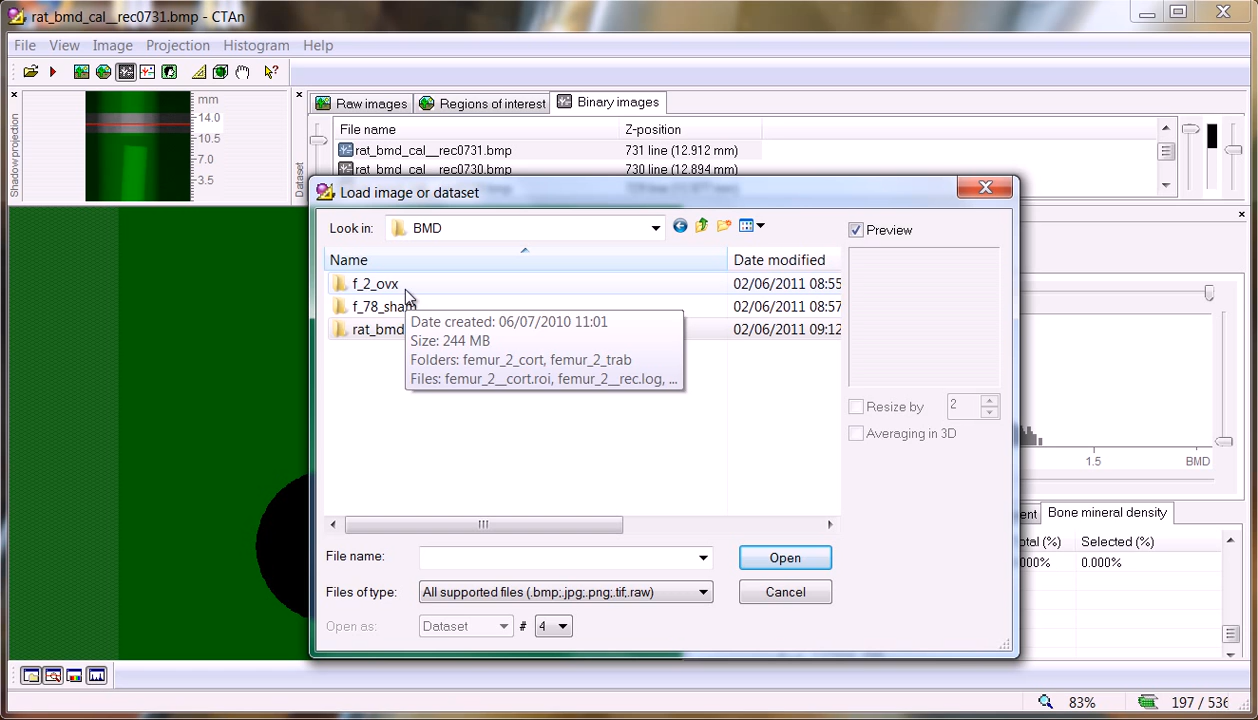 rat_bmd_cal__rec0731.bmp - CTAn
File View Image Projection Histogram Help
mm
14.0
10.5
7.0
3.5
Shadow projection
Dataset
Raw images
Regions of interest
Binary images
File name Z-position
rat_bmd_cal__rec0731.bmp 731 line (12.912 mm)
rat_bmd_cal__rec0730.bmp 730 line (12.894 mm)
Load image or dataset
Look in: BMD
Preview
Name Date modified
f_2_ovx 02/06/2011 08:55
f_78_sham 02/06/2011 08:57
rat_bmd 02/06/2011 09:12
Date created: 06/07/2010 11:01
Size: 244 MB
Folders: femur_2_cort, femur_2_trab
Files: femur_2__cort.roi, femur_2__rec.log, ...
Resize by 2
Averaging in 3D
1.5 BMD
Bone mineral density
(%) Selected (%)
0.000% 0.000%
File name: Open
Files of type: All supported files (.bmp;.jpg;.png;.tif;.raw) Cancel
Open as: Dataset # 4
83% 197 / 536